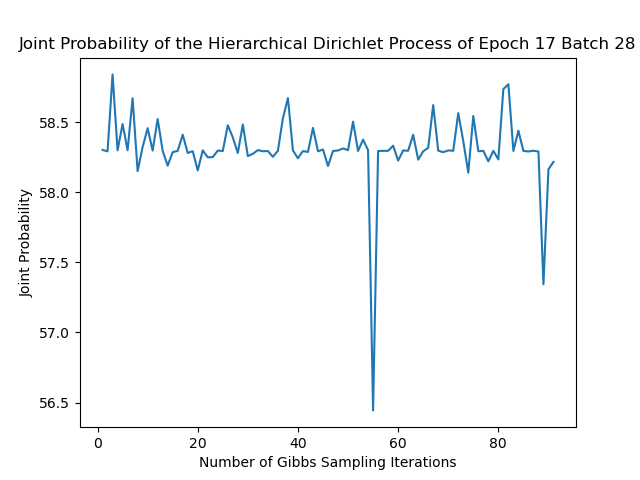 Joint Probability of the Hierarchical Dirichlet Process of Epoch 17 Batch 28
Joint Probability
58.5
58.0
57.5
57.0
56.5
0 20 40 60 80
Number of Gibbs Sampling Iterations